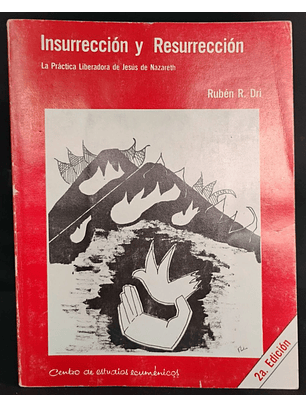 Insurrección y Resurrección
La Práctica Liberadora de Jesús de Nazareth
Rubén R. Dri
2a. Edición
Centro de estudios ecuménicos